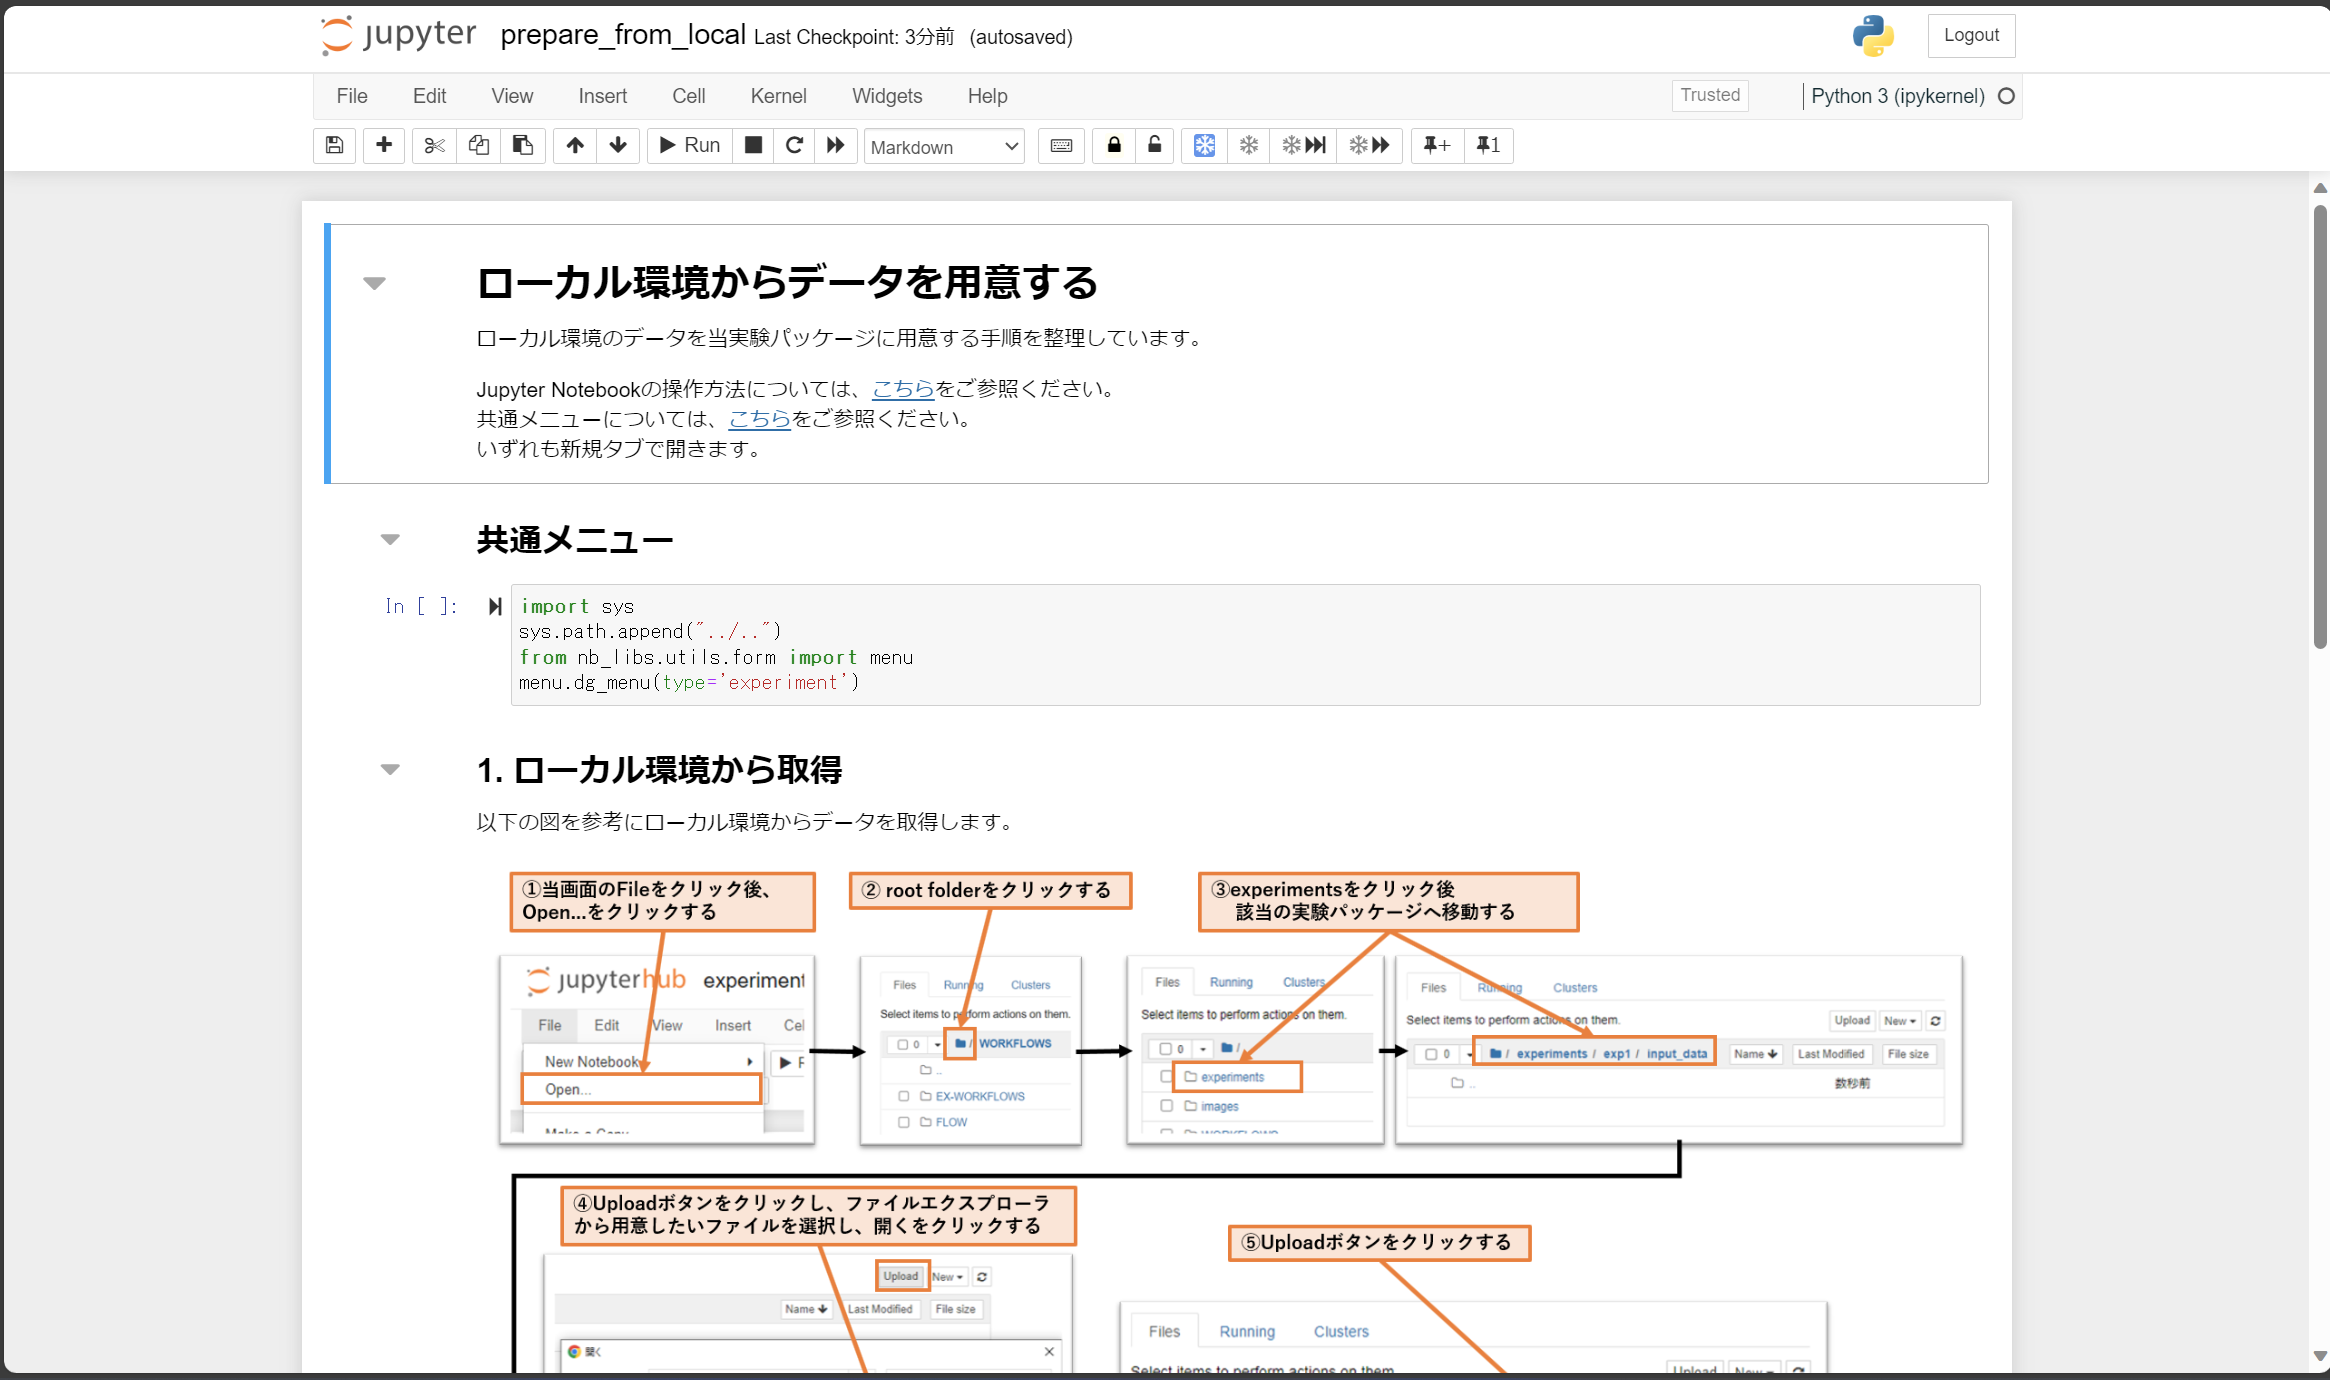 jupyter prepare_from_local Last Checkpoint: 3分前 (autosaved)
Logout
File Edit View Insert Cell Kernel Widgets Help
Trusted
Python 3 (ipykernel)
Run
Markdown
+
1
ローカル環境からデータを用意する
ローカル環境のデータを当実験パッケージに用意する手順を整理しています。
Jupyter Notebookの操作方法については、こちらをご参照ください。
共通メニューについては、こちらをご参照ください。
いずれも新規タブで開きます。
共通メニュー
In [ ]:
import sys
sys.path.append("../..")
from nb_libs.utils.form import menu
menu.dg_menu(type='experiment')
1. ローカル環境から取得
以下の図を参考にローカル環境からデータを取得します。
①当画面のFileをクリック後、
Open...をクリックする
② root folderをクリックする
③experimentsをクリック後
該当の実験パッケージへ移動する
jupyterhub experiment
File Edit View Insert Cel
New Notebook
Open...
Files Running Clusters
Select items to perform actions on them.
0
/ WORKFLOWS
..
EX-WORKFLOWS
FLOW
Files Running Clusters
Select items to perform actions on them.
0
/
experiments
images
WORKFLOWS
Files Running Clusters
Select items to perform actions on them.
Upload New
0
/ experiments / exp1 / input_data
Name Last Modified File size
..
数秒前
④Uploadボタンをクリックし、ファイルエクスプローラ
から用意したいファイルを選択し、開くをクリックする
Upload New
Name Last Modified File size
開く
⑤Uploadボタンをクリックする
Files Running Clusters
Select items to perform actions on them.
Upload New